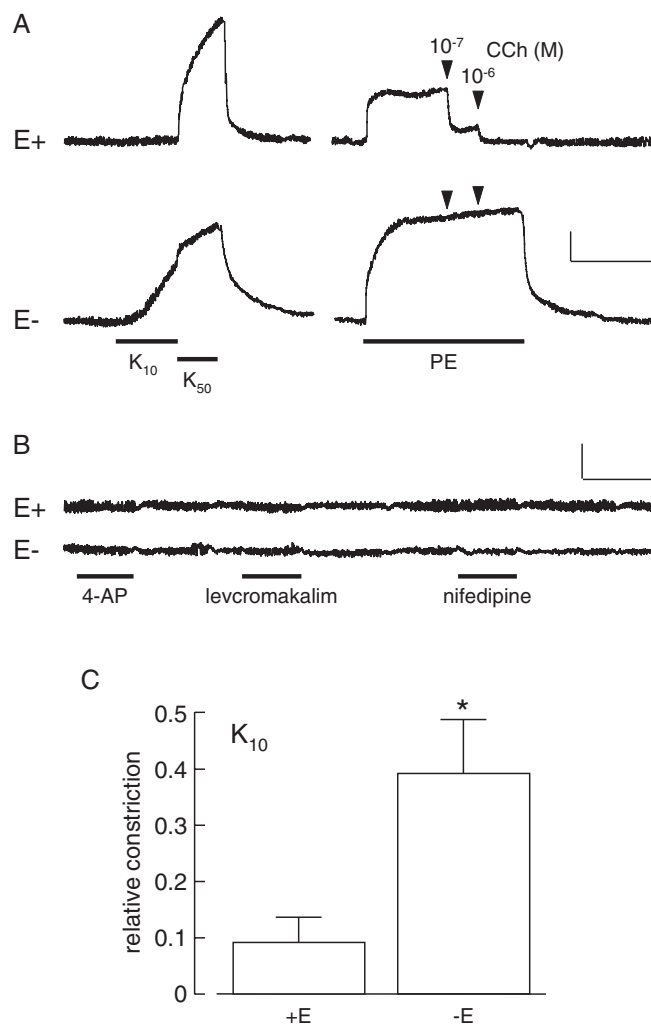 A
10⁻⁷ CCh (M)
10⁻⁶
E+
E-
K₁₀
K₅₀
PE
B
E+
E-
4-AP levcromakalim nifedipine
C
K₁₀
*
relative constriction
0.5
0.4
0.3
0.2
0.1
0
+E -E